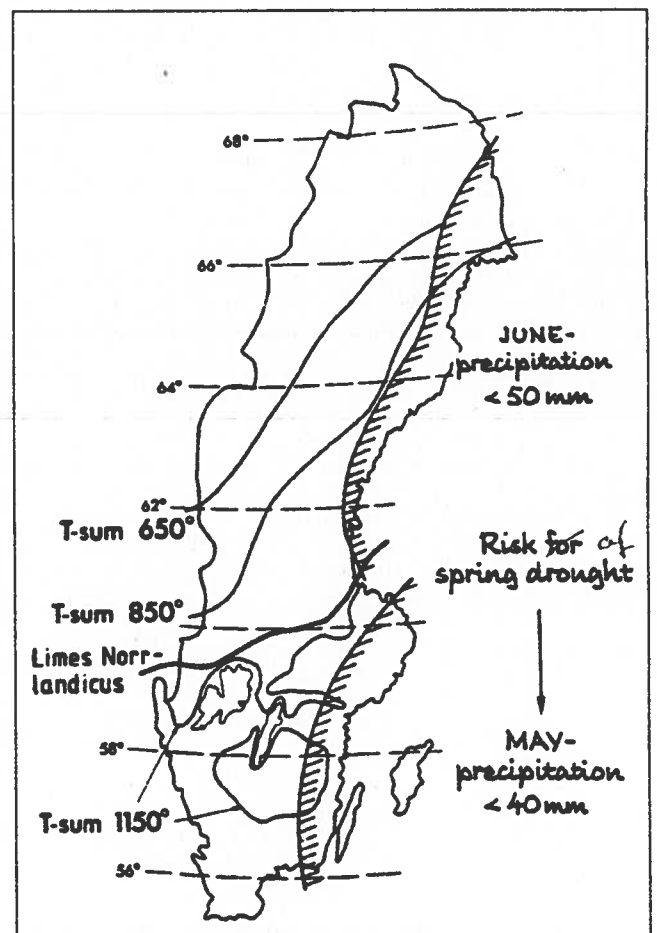 68°
66°
JUNE-
precipitation
< 50 mm
64°
62°
T-sum 650°
Risk for of
spring drought
T-sum 850°
Limes Norr-
landicus
58°
MAY-
precipitation
< 40 mm
T-sum 1150°
56°